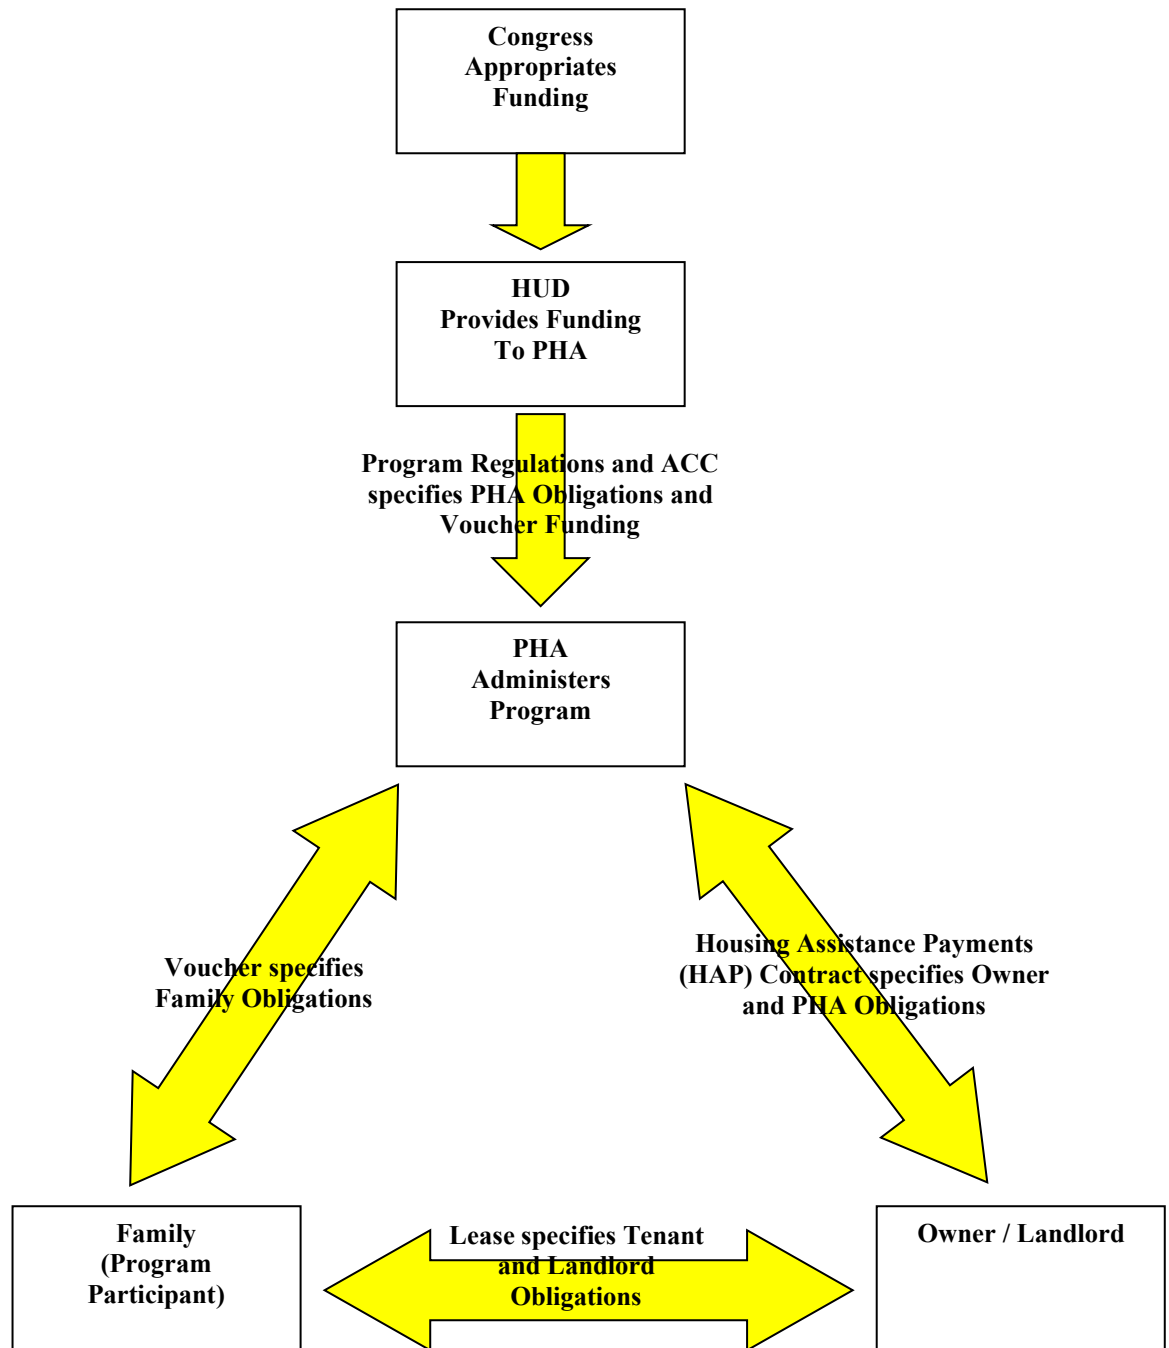 Congress
Appropriates
Funding
HUD
Provides Funding
To PHA
Program Regulations and ACC
specifies PHA Obligations and
Voucher Funding
PHA
Administers
Program
Voucher specifies
Family Obligations
Housing Assistance Payments
(HAP) Contract specifies Owner
and PHA Obligations
Family
(Program
Participant)
Lease specifies Tenant
and Landlord
Obligations
Owner / Landlord